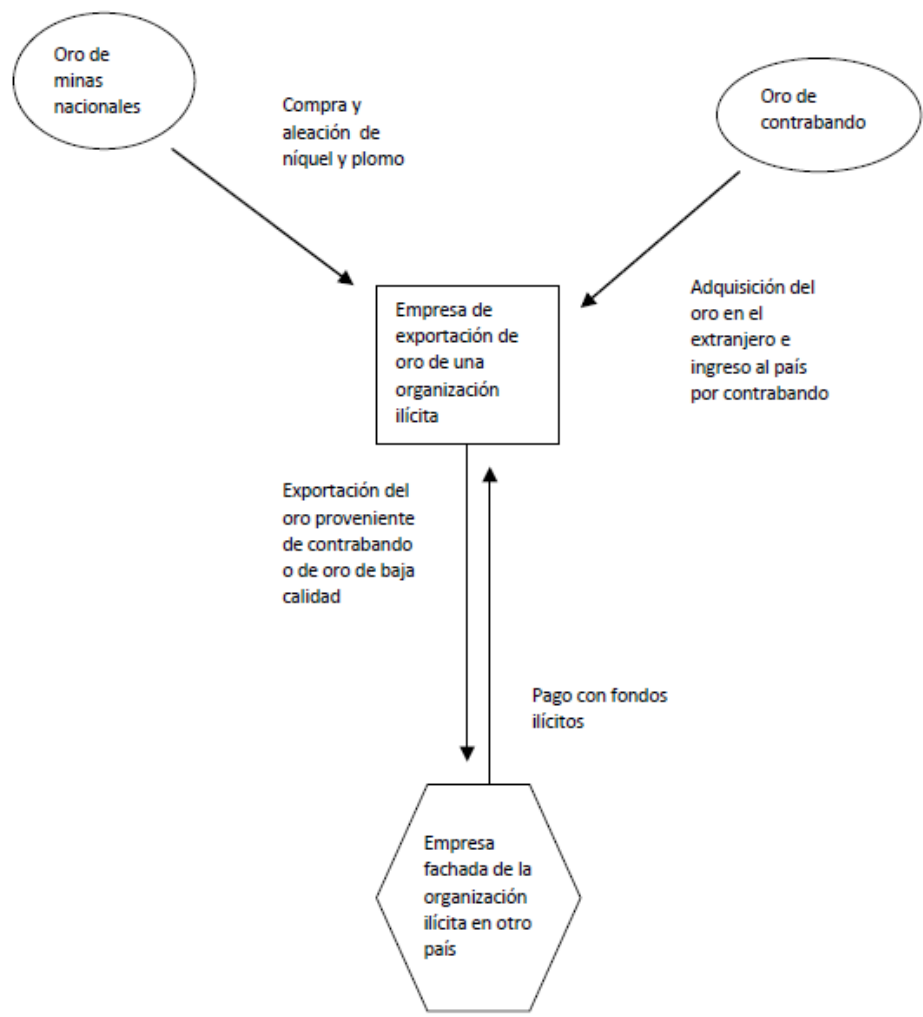 Oro de
minas
nacionales
Compra y
aleación de
níquel y plomo
Oro de
contrabando
Empresa de
exportación de
oro de una
organización
ilícita
Adquisición del
oro en el
extranjero e
ingreso al país
por contrabando
Exportación del
oro proveniente
de contrabando
o de oro de baja
calidad
Pago con fondos
ilícitos
Empresa
fachada de la
organización
ilícita en otro
país